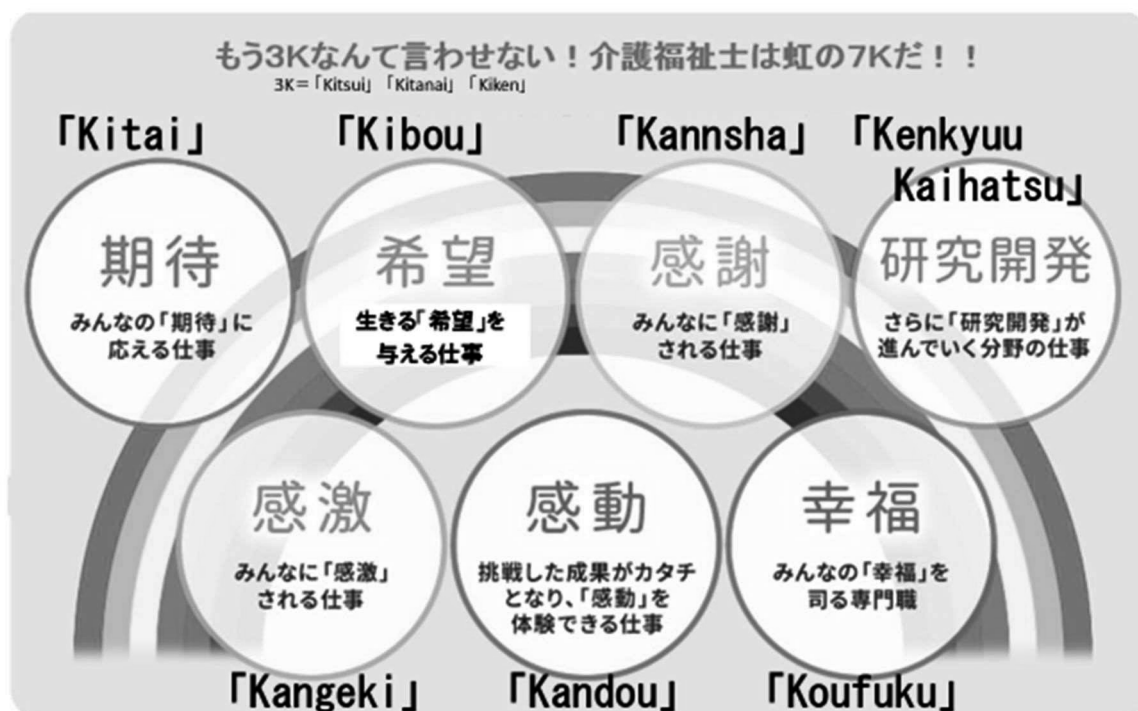 もう3Kなんて言わせない！介護福祉士は虹の7Kだ！！
3K=「Kitsui」「Kitanai」「Kiken」
「Kitai」
期待
みんなの「期待」に
応える仕事
「Kibou」
希望
生きる「希望」を
与える仕事
「Kannsha」
感謝
みんなに「感謝」
される仕事
「Kenkyuu
Kaihatsu」
研究開発
さらに「研究開発」が
進んでいく分野の仕事
感激
みんなに「感激」
される仕事
「Kangeki」
感動
挑戦した成果がカタチ
となり、「感動」を
体験できる仕事
「Kandou」
幸福
みんなの「幸福」を
司る専門職
「Koufuku」